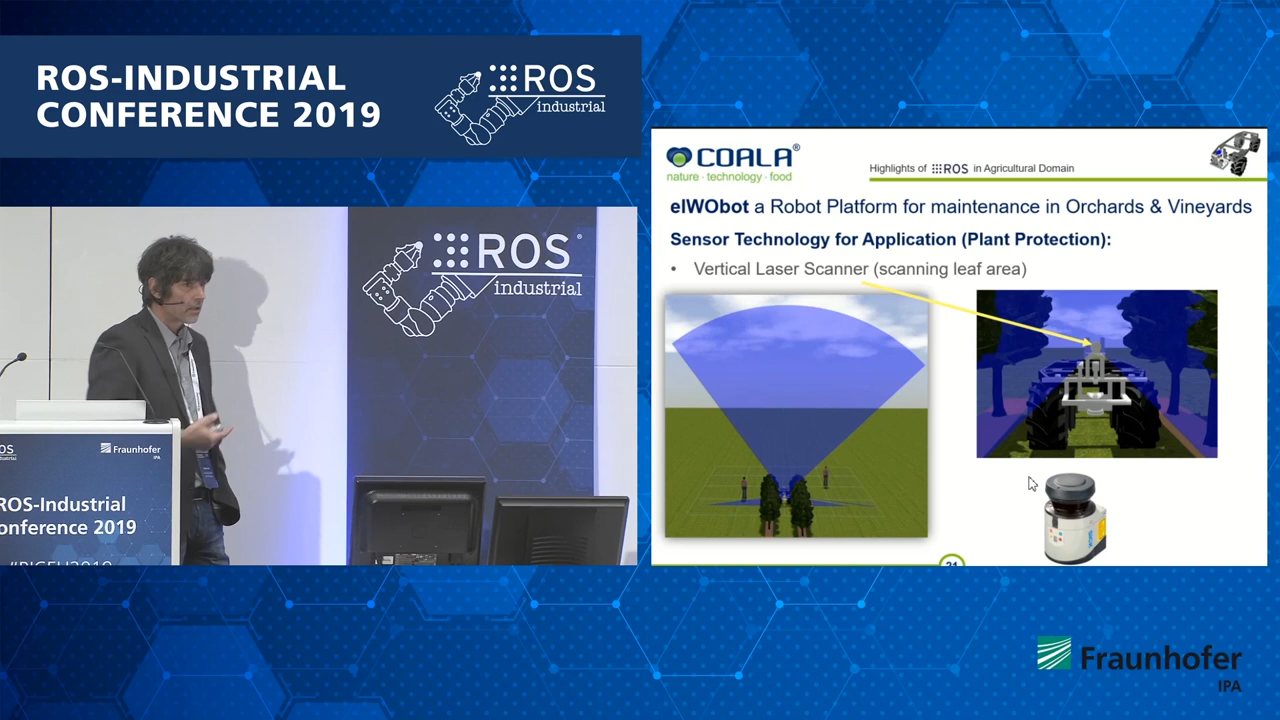 ROS-INDUSTRIAL
CONFERENCE 2019
ROS
industrial
ROS
industrial
Fraunhofer
IPA
ROS-Industrial
onference 2019
COALA®
nature · technology · food
Highlights of ROS in Agricultural Domain
elWObot a Robot Platform for maintenance in Orchards & Vineyards
Sensor Technology for Application (Plant Protection):
• Vertical Laser Scanner (scanning leaf area)
21
Fraunhofer
IPA